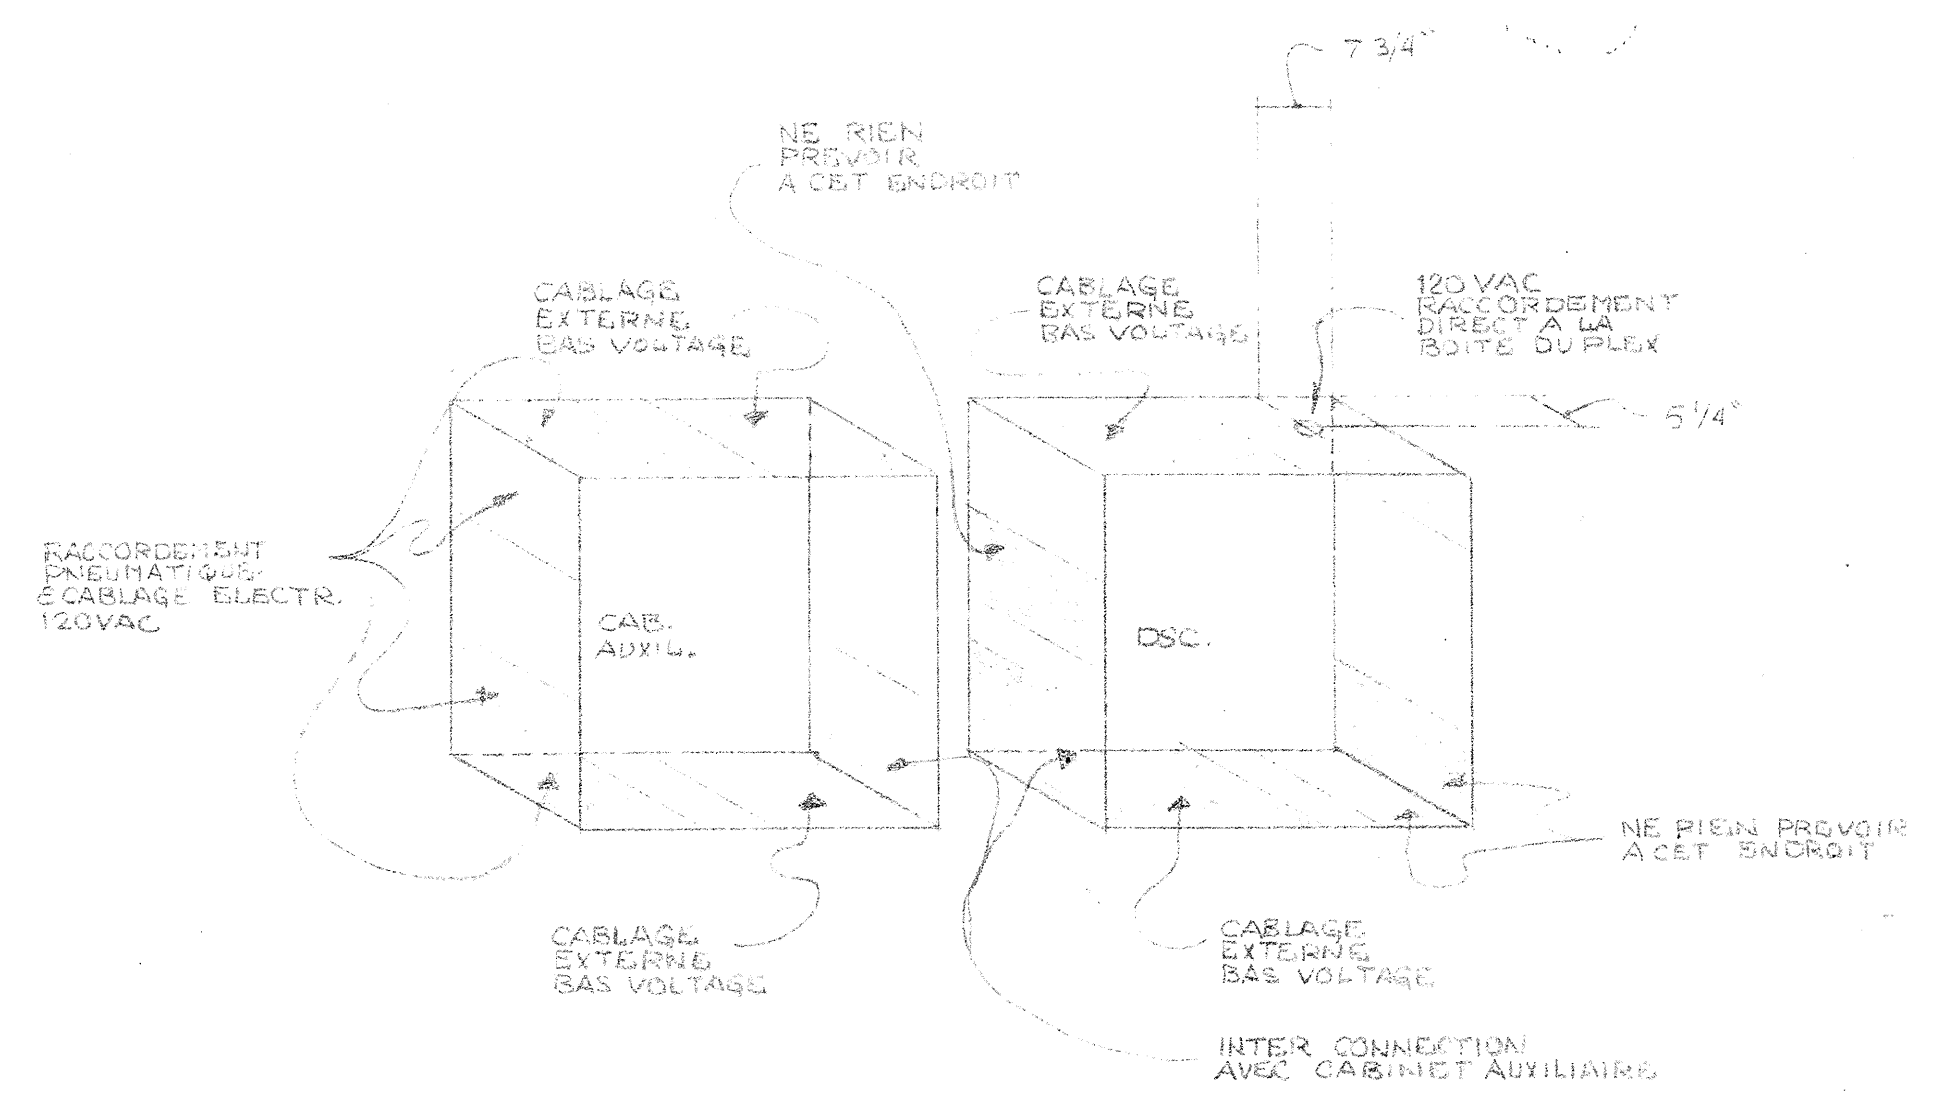 7 3/4"
NE RIEN
PREVOIR
A CET ENDROIT
CABLAGE
EXTERNE
BAS VOLTAGE
CABLAGE
EXTERNE
BAS VOLTAGE
120 VAC
RACCORDEMENT
DIRECT A LA
BOITE DUPLEX
5 1/4"
RACCORDEMENT
PNEUMATIQUE
& CABLAGE ELECTR.
120VAC
CAB.
AUXIL.
DSC.
NE RIEN PREVOIR
A CET ENDROIT
CABLAGE
EXTERNE
BAS VOLTAGE
CABLAGE
EXTERNE
BAS VOLTAGE
INTER CONNECTION
AVEC CABINET AUXILIAIRE